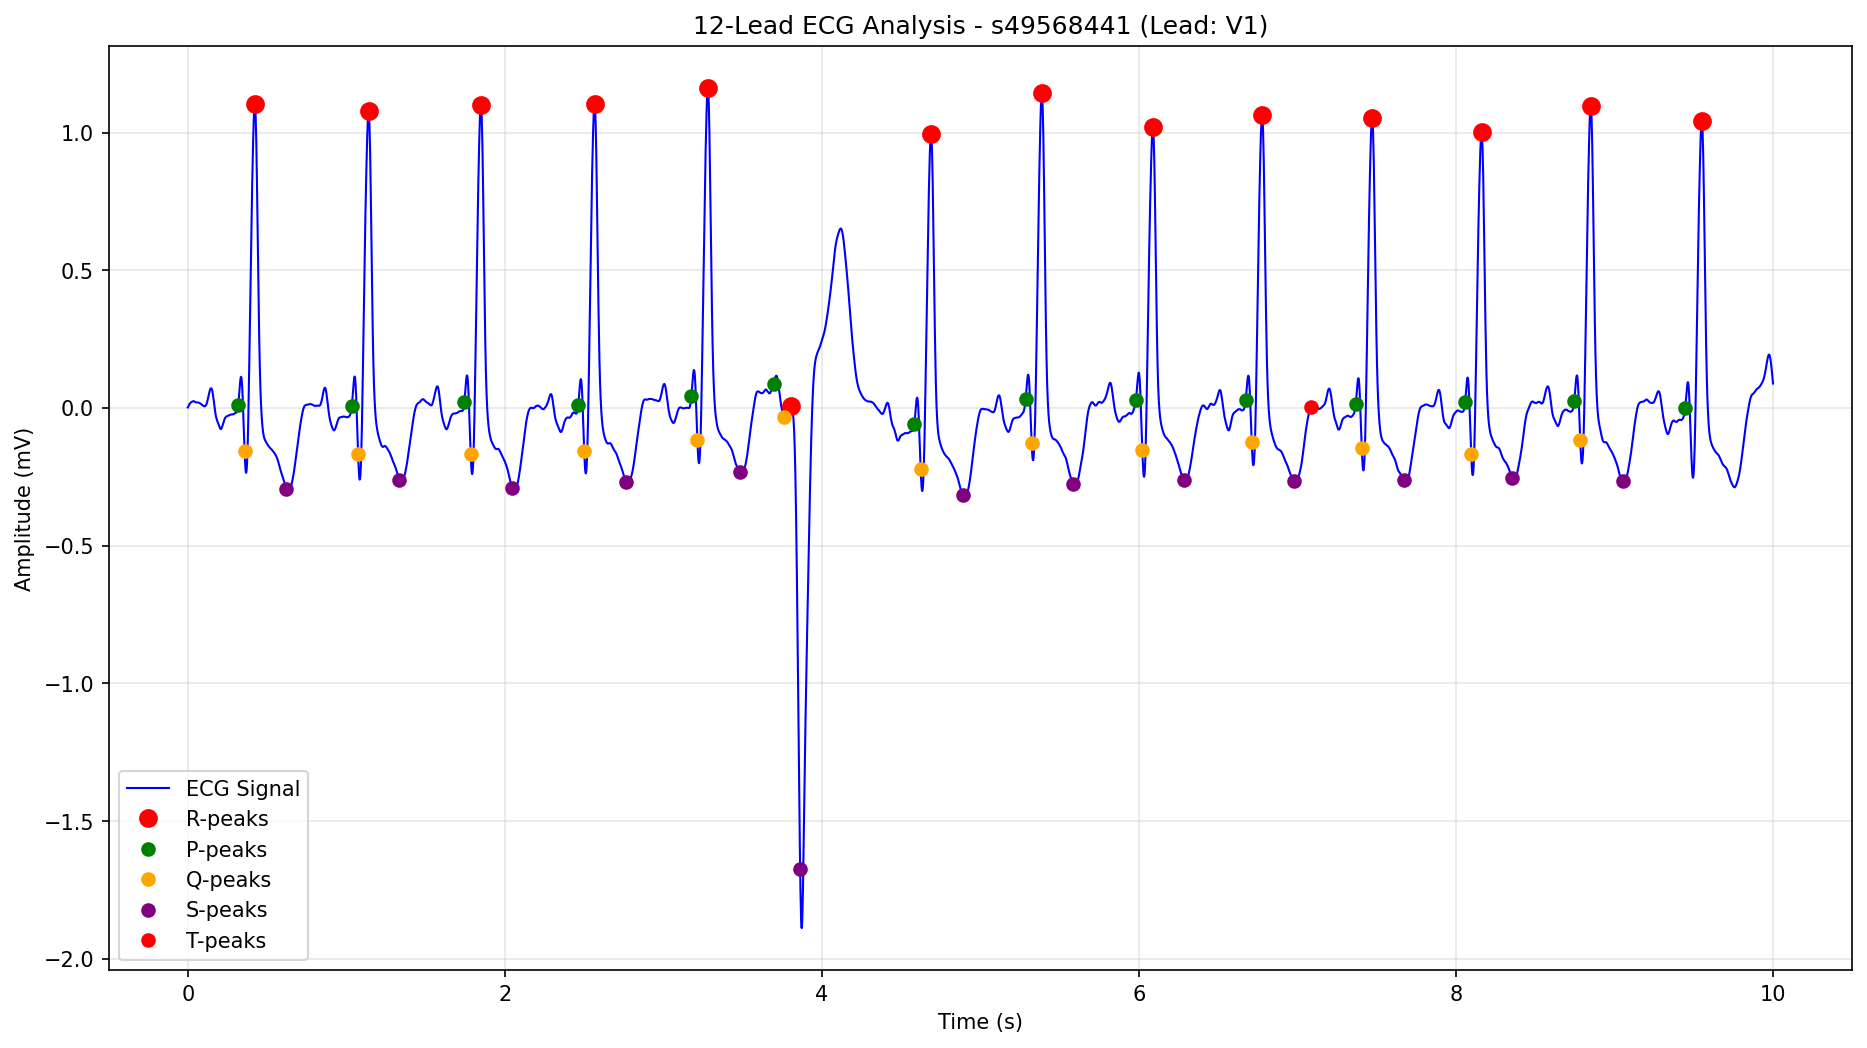 12-Lead ECG Analysis - s49568441 (Lead: V1)
Amplitude (mV)
1.0
0.5
0.0
−0.5
−1.0
−1.5
−2.0
ECG Signal
R-peaks
P-peaks
Q-peaks
S-peaks
T-peaks
0 2 4 6 8 10
Time (s)